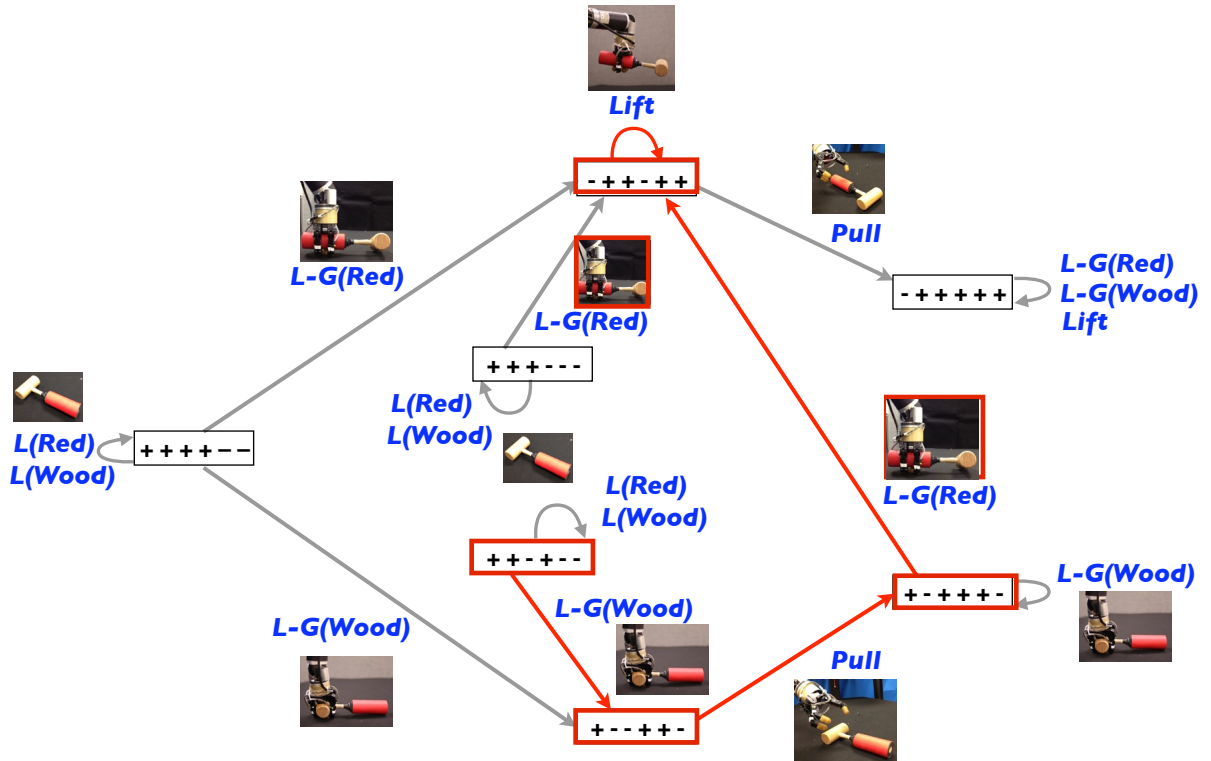 Lift
- + + - + +
Pull
L-G(Red)
L-G(Red)
L-G(Wood)
Lift
- + + + + +
L-G(Red)
+ + + - - -
L(Red)
L(Wood)
L(Red)
L(Wood)
+ + + + – –
L-G(Red)
L(Red)
L(Wood)
+ + - + - -
L-G(Wood)
+ - + + + -
L-G(Wood)
L-G(Wood)
Pull
+ - - + + -